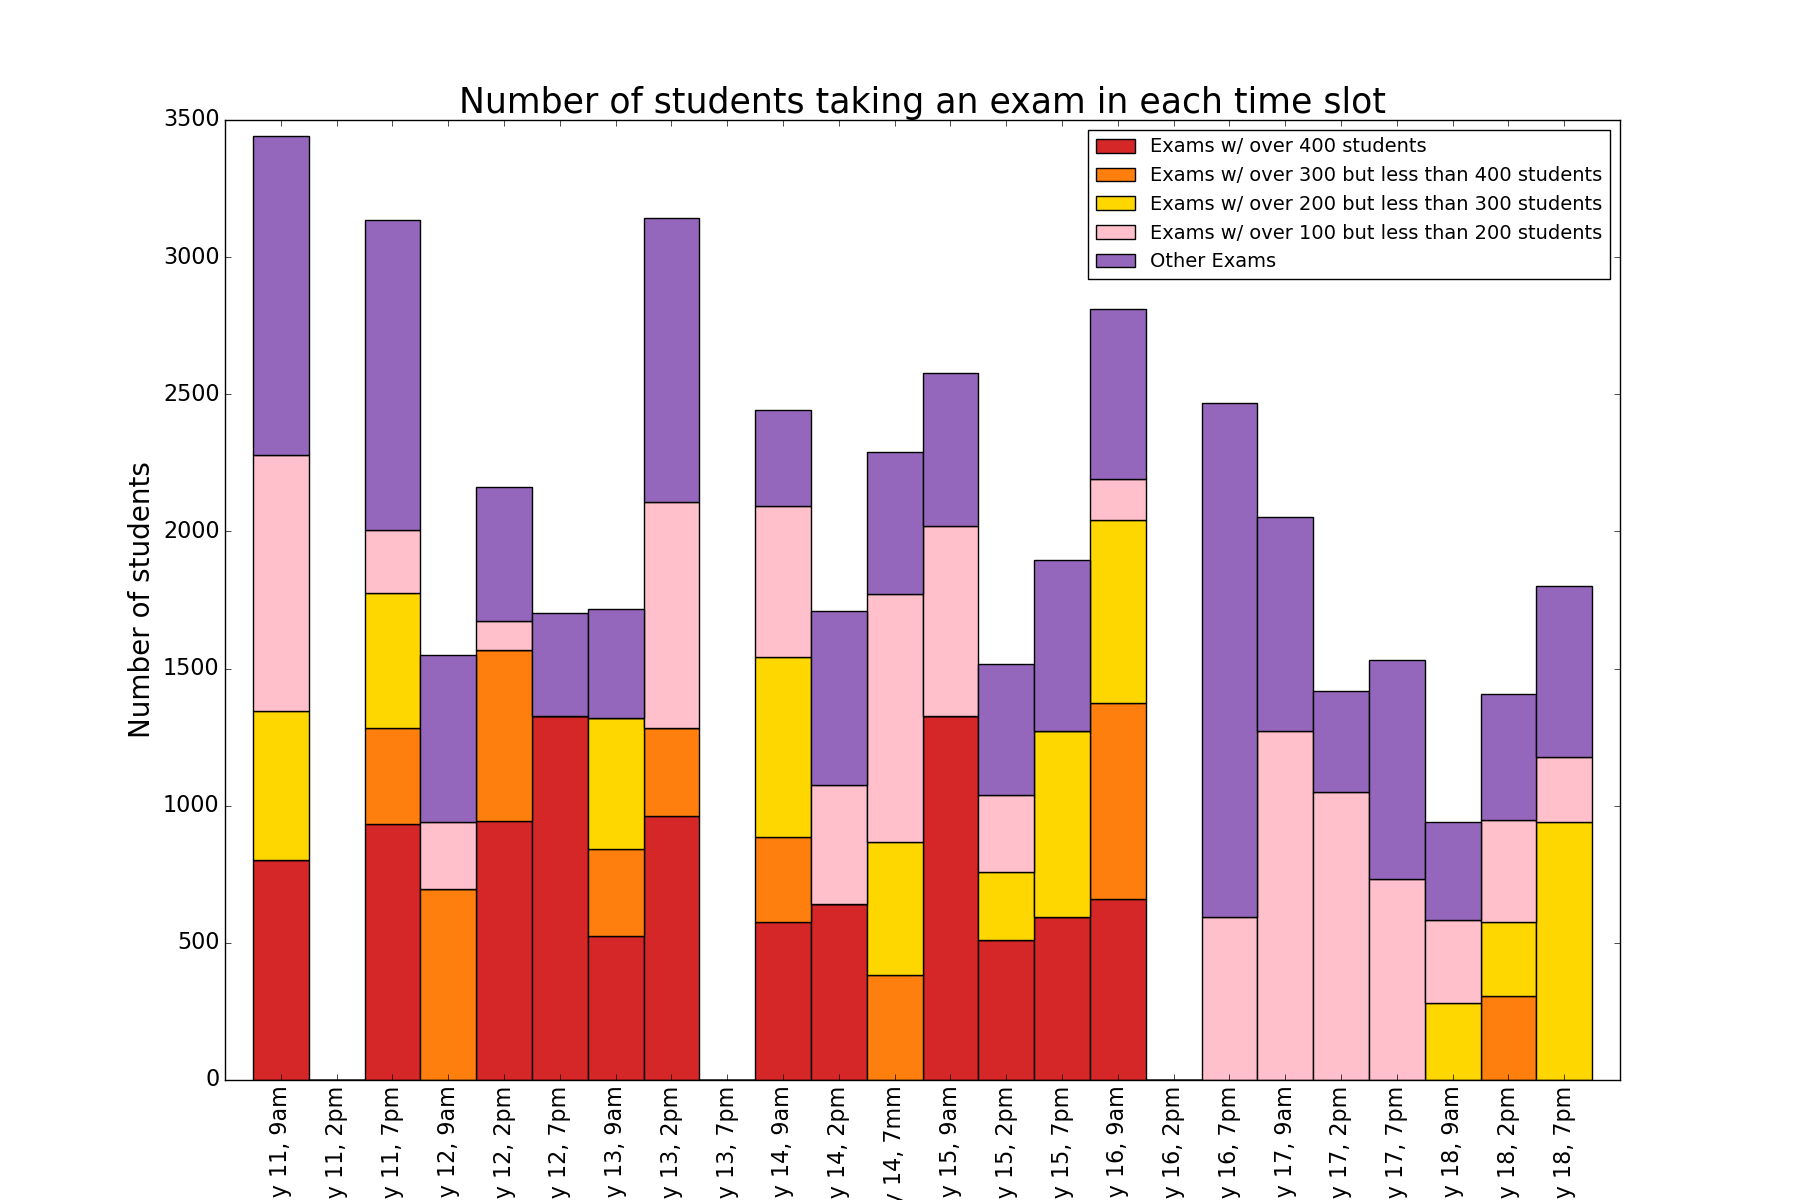 Number of students taking an exam in each time slot
3500
3000
2500
2000
1500
1000
500
0
Number of students
Exams w/ over 400 students
Exams w/ over 300 but less than 400 students
Exams w/ over 200 but less than 300 students
Exams w/ over 100 but less than 200 students
Other Exams
y 11, 9am
y 11, 2pm
y 11, 7pm
y 12, 9am
y 12, 2pm
y 12, 7pm
y 13, 9am
y 13, 2pm
y 13, 7pm
y 14, 9am
y 14, 2pm
y 14, 7mm
y 15, 9am
y 15, 2pm
y 15, 7pm
y 16, 9am
y 16, 2pm
y 16, 7pm
y 17, 9am
y 17, 2pm
y 17, 7pm
y 18, 9am
y 18, 2pm
y 18, 7pm